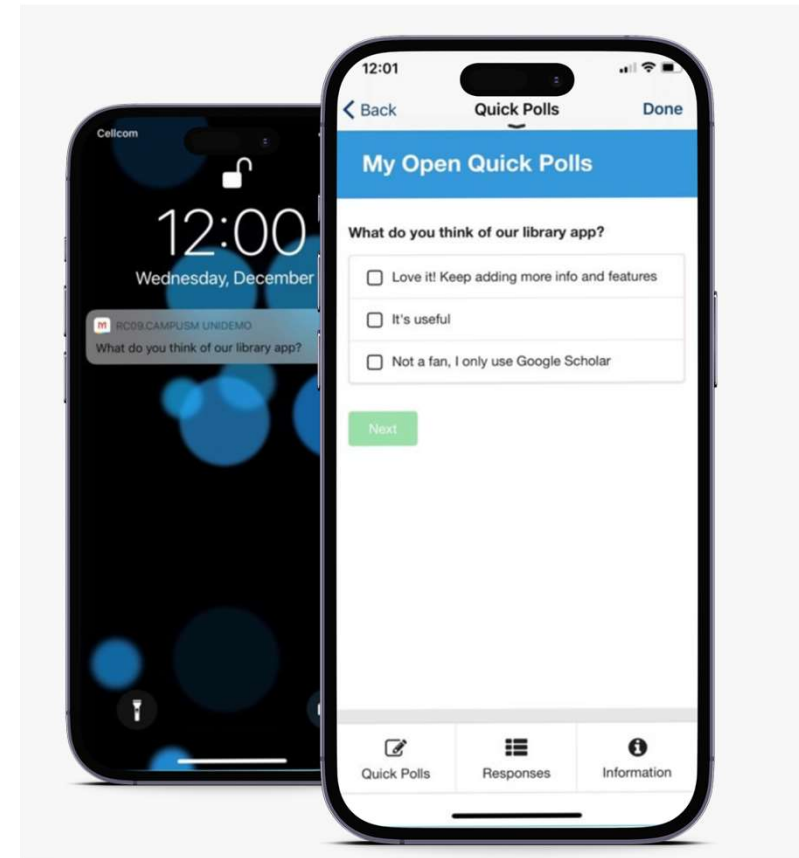 Cellcom
12:00
Wednesday, December
m RC09.CAMPUSM UNIDEMO
What do you think of our library app?
12:01
Back Quick Polls Done
My Open Quick Polls
What do you think of our library app?
Love it! Keep adding more info and features
It's useful
Not a fan, I only use Google Scholar
Next
Quick Polls Responses Information